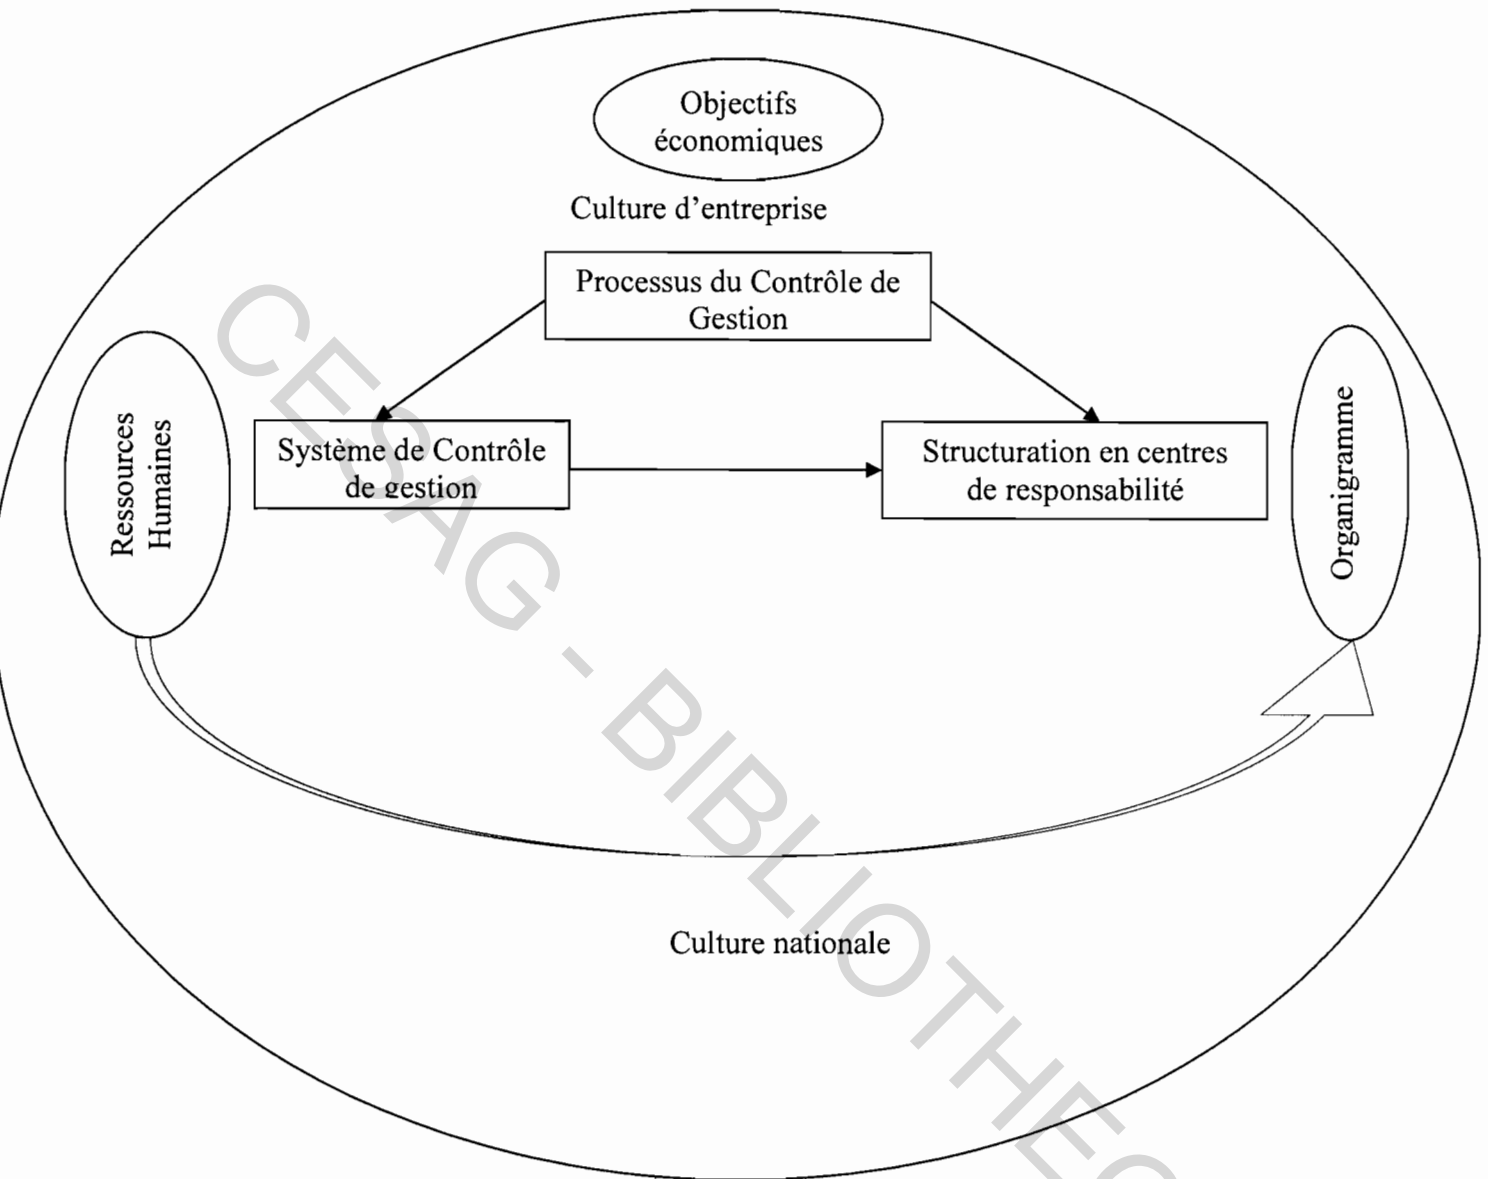 Objectifs
économiques
Culture d'entreprise
Processus du Contrôle de
Gestion
Ressources
Humaines
Système de Contrôle
de gestion
Structuration en centres
de responsabilité
Organigramme
Culture nationale
CESAG - BIBLIOTHEQ